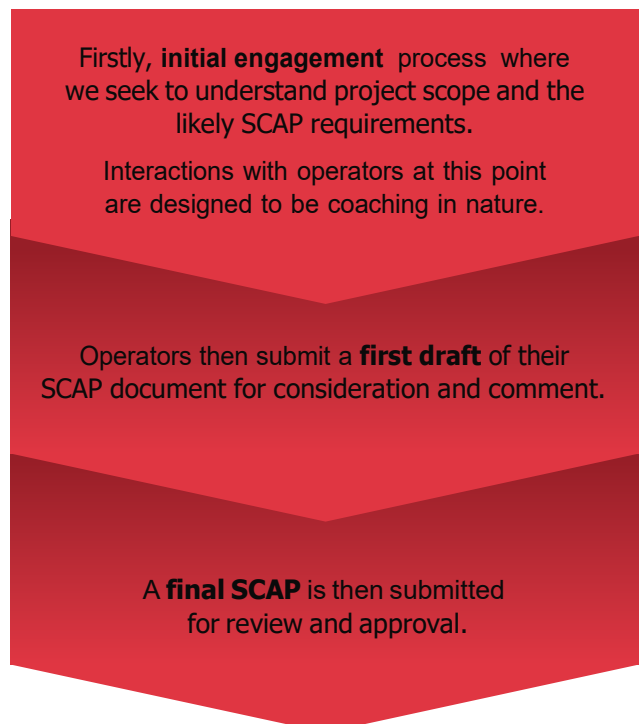 Firstly, initial engagement process where
we seek to understand project scope and the
likely SCAP requirements.
Interactions with operators at this point
are designed to be coaching in nature.
Operators then submit a first draft of their
SCAP document for consideration and comment.
A final SCAP is then submitted
for review and approval.